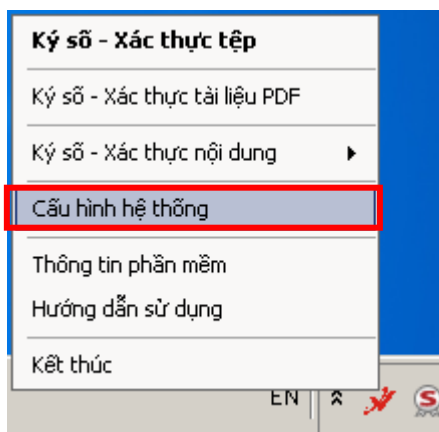 Ký số - Xác thực tệp
Ký số - Xác thực tài liệu PDF
Ký số - Xác thực nội dung
Cấu hình hệ thống
Thông tin phần mềm
Hướng dẫn sử dụng
Kết thúc
EN